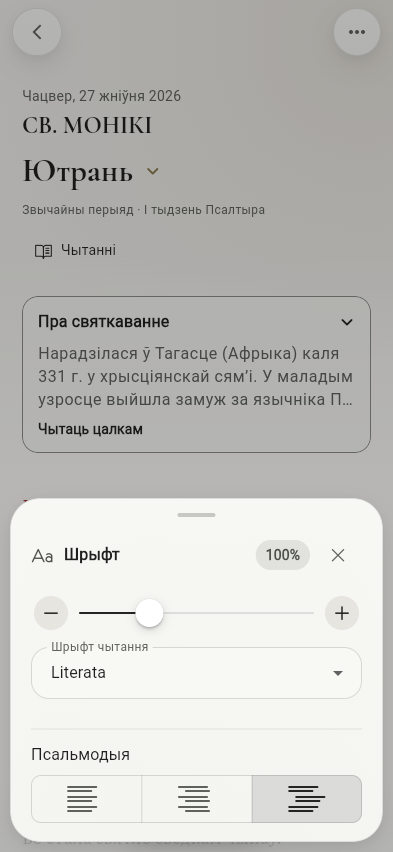 Чацвер, 27 жніўня 2026
СВ. МОНІКІ
Ютрань
Звычайны перыяд · I тыдзень Псалтыра
Чытанні
Пра святкаванне
Нарадзілася ў Тагасце (Афрыка) каля
331 г. у хрысціянскай сям’і. У маладым
узросце выйшла замуж за язычніка П…
Чытаць цалкам
Aa Шрыфт
100%
Шрыфт чытання
Literata
Псальмодыя